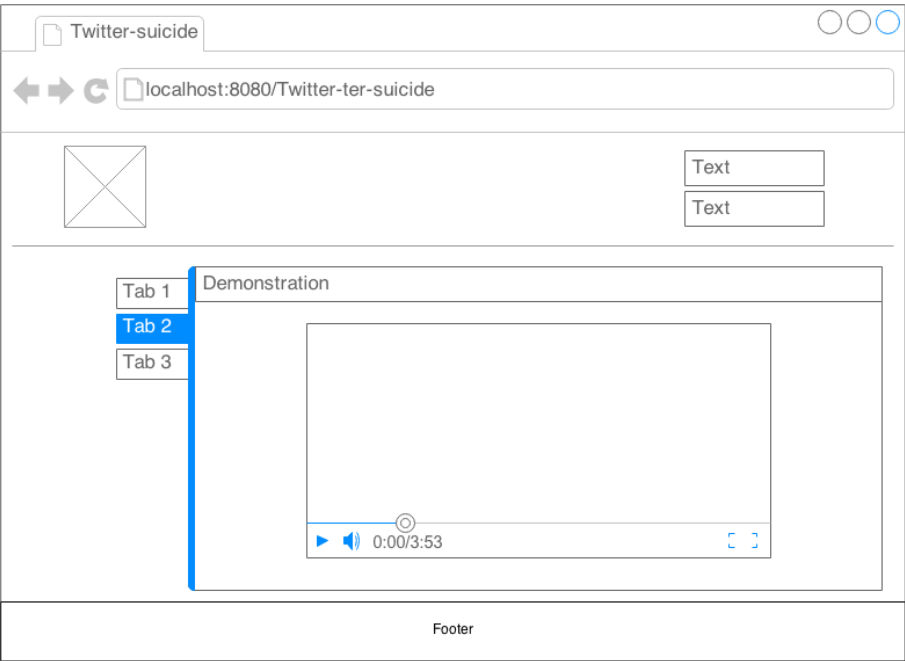 Twitter-suicide
localhost:8080/Twitter-ter-suicide
Text
Text
Tab 1
Tab 2
Tab 3
Demonstration
0:00/3:53
Footer